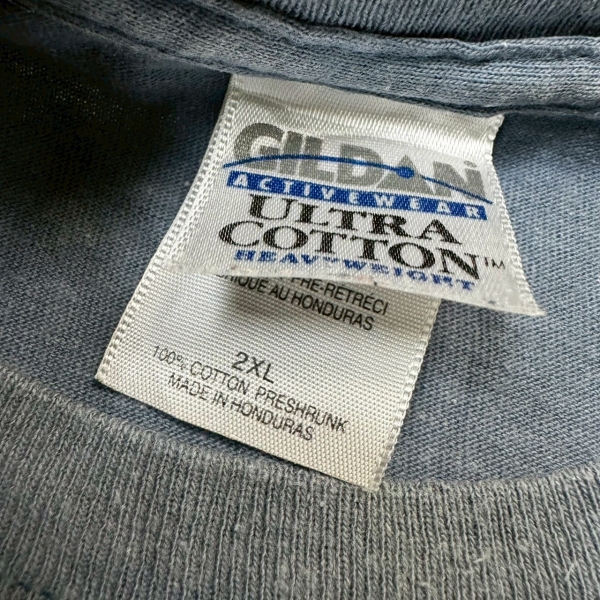 GILDAN
ACTIVEWEAR
ULTRA
COTTON™
HEAVYWEIGHT
PRE-RETRECI
AU HONDURAS
2XL
100% COTTON PRESHRUNK
MADE IN HONDURAS